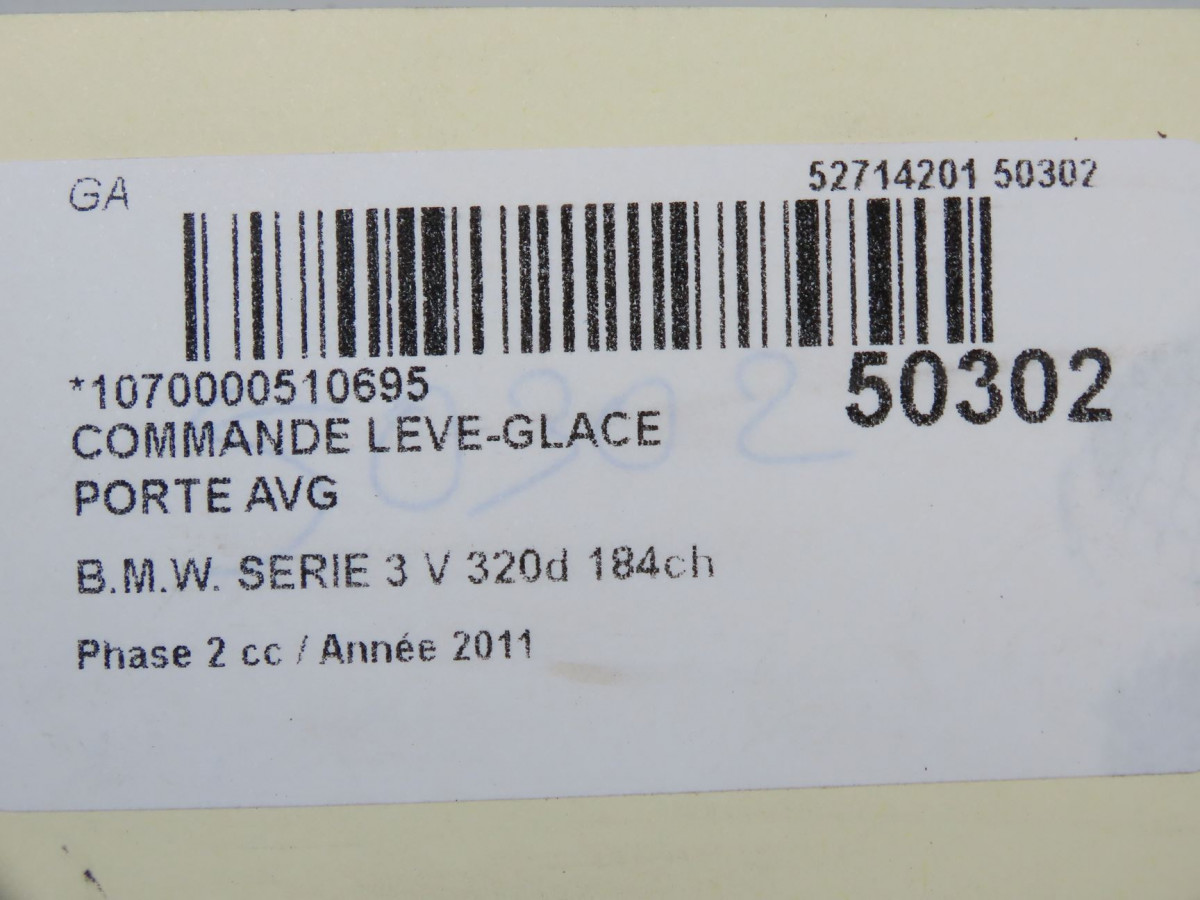 GA
52714201 50302
*1070000510695
50302
COMMANDE LEVE-GLACE
PORTE AVG
B.M.W. SERIE 3 V 320d 184ch
Phase 2 cc / Année 2011